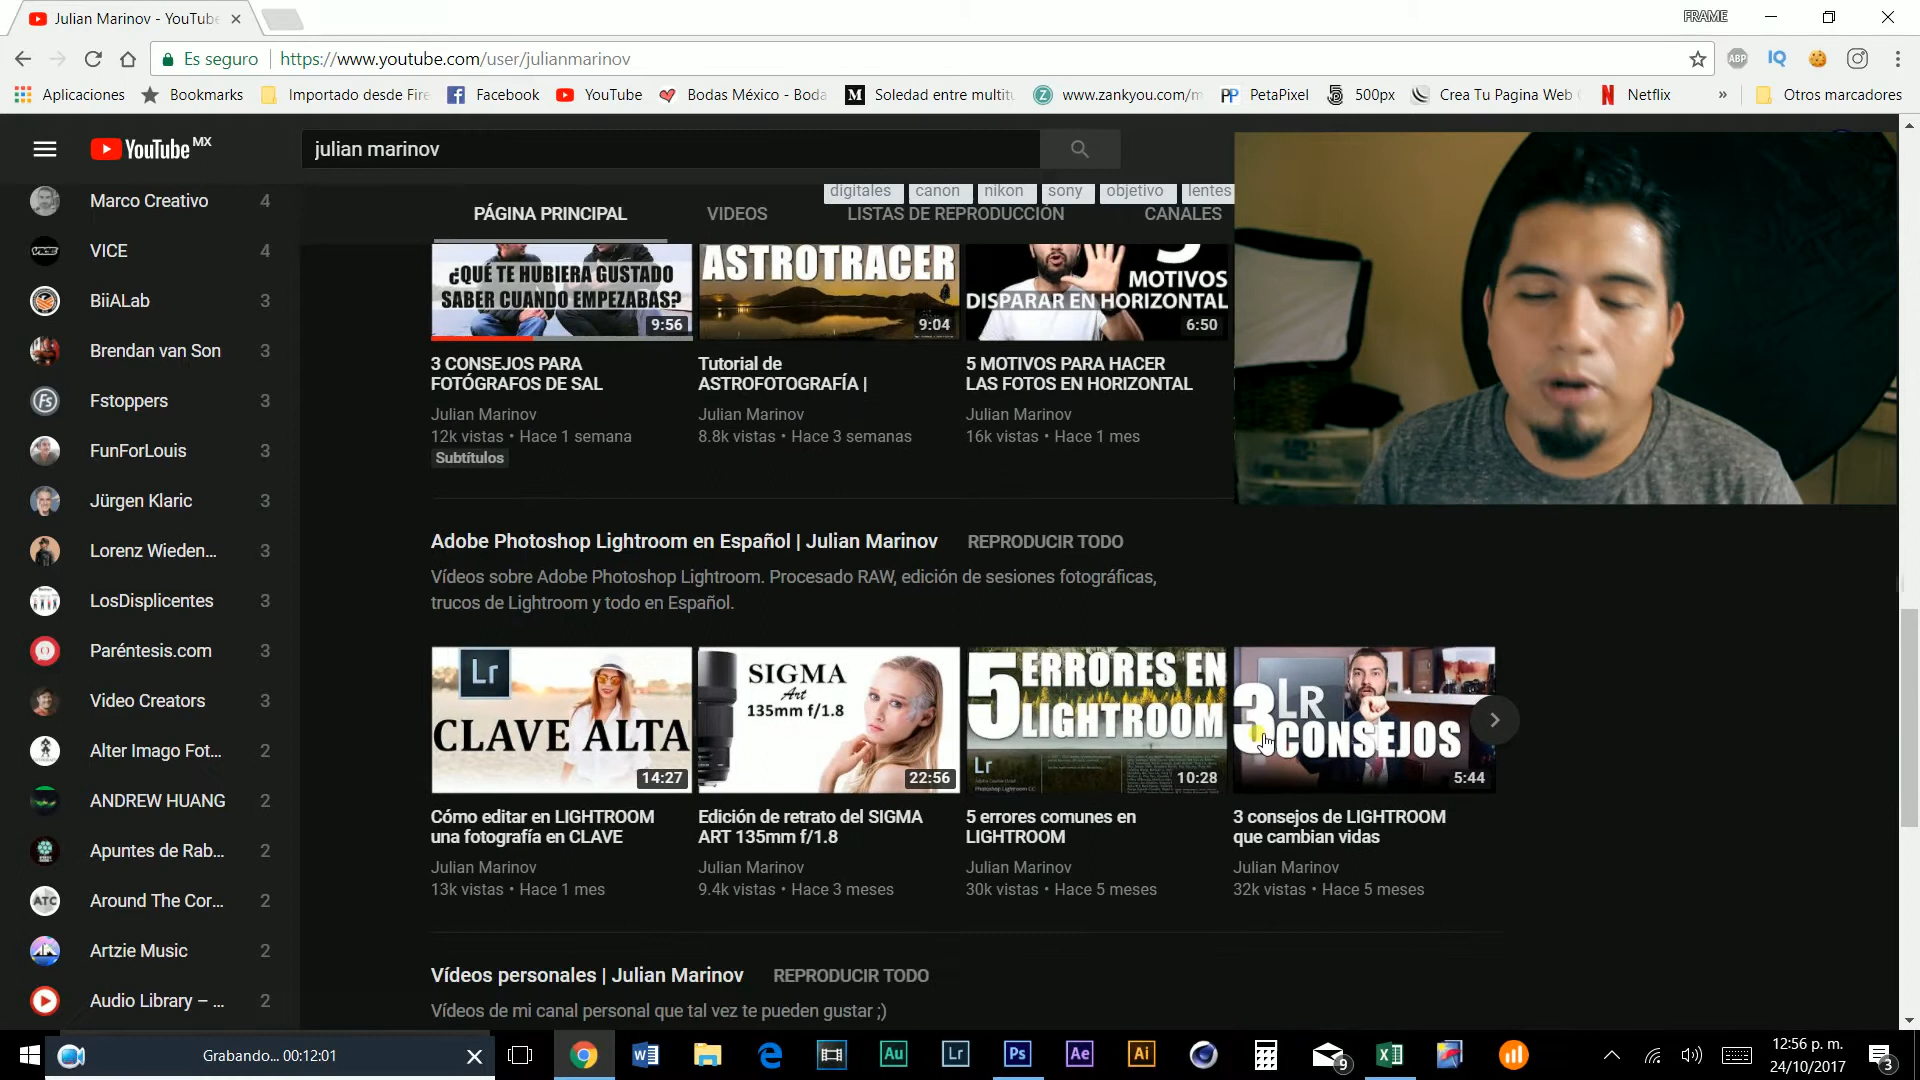 Julian Marinov - YouTube
FRAME
Es seguro
https://www.youtube.com/user/julianmarinov
ABP
IQ
Aplicaciones
Bookmarks
Importado desde Fire
Facebook
YouTube
Bodas México - Boda
M
Soledad entre multitu
www.zankyou.com/m
PetaPixel
500px
Crea Tu Pagina Web
Netflix
»
Otros marcadores
YouTube MX
julian marinov
digitales canon nikon sony objetivo lentes
PÁGINA PRINCIPAL
VIDEOS
LISTAS DE REPRODUCCIÓN
CANALES
Marco Creativo 4
VICE 4
BiiALab 3
Brendan van Son 3
Fstoppers 3
FunForLouis 3
Jürgen Klaric 3
Lorenz Wieden... 3
LosDisplicentes 3
Paréntesis.com 3
Video Creators 3
Alter Imago Fot... 2
ANDREW HUANG 2
Apuntes de Rab... 2
Around The Cor... 2
Artzie Music 2
Audio Library – ... 2
¿QUÉ TE HUBIERA GUSTADO
SABER CUANDO EMPEZABAS?
9:56
3 CONSEJOS PARA
FOTÓGRAFOS DE SAL
Julian Marinov
12k vistas • Hace 1 semana
Subtítulos
ASTROTRACER
9:04
Tutorial de
ASTROFOTOGRAFÍA |
Julian Marinov
8.8k vistas • Hace 3 semanas
5
MOTIVOS
DISPARAR EN HORIZONTAL
6:50
5 MOTIVOS PARA HACER
LAS FOTOS EN HORIZONTAL
Julian Marinov
16k vistas • Hace 1 mes
Adobe Photoshop Lightroom en Español | Julian Marinov
REPRODUCIR TODO
Vídeos sobre Adobe Photoshop Lightroom. Procesado RAW, edición de sesiones fotográficas,
trucos de Lightroom y todo en Español.
Lr
CLAVE ALTA
14:27
Cómo editar en LIGHTROOM
una fotografía en CLAVE
Julian Marinov
13k vistas • Hace 1 mes
SIGMA
Art
135mm f/1.8
22:56
Edición de retrato del SIGMA
ART 135mm f/1.8
Julian Marinov
9.4k vistas • Hace 3 meses
5 ERRORES EN
LIGHTROOM
Lr
10:28
5 errores comunes en
LIGHTROOM
Julian Marinov
30k vistas • Hace 5 meses
3 LR
CONSEJOS
5:44
3 consejos de LIGHTROOM
que cambian vidas
Julian Marinov
32k vistas • Hace 5 meses
Vídeos personales | Julian Marinov
REPRODUCIR TODO
Vídeos de mi canal personal que tal vez te pueden gustar ;)
Grabando... 00:12:01
Au
Lr
Ps
Ae
Ai
9
12:56 p. m.
24/10/2017
3